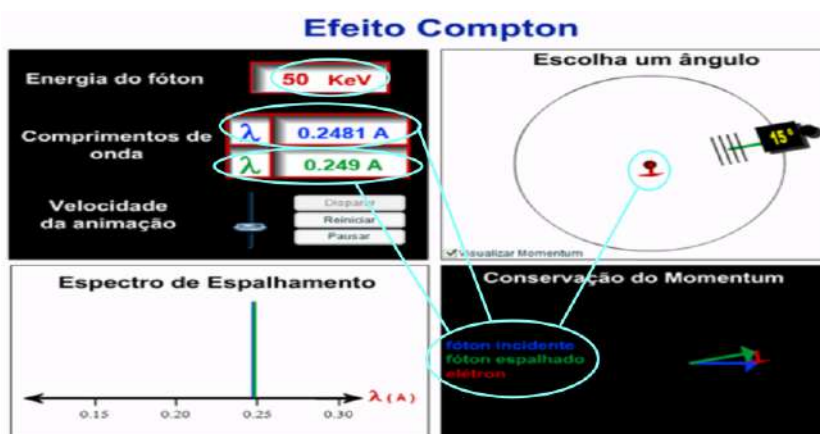 Efeito Compton
Energia do fóton
50 KeV
Comprimentos de
onda
λ 0.2481 A
λ 0.249 A
Velocidade
da animação
Disparar
Reiniciar
Pausar
Escolha um ângulo
15º
Visualizar Momentum
Espectro de Espalhamento
λ (A)
0.15 0.20 0.25 0.30
Conservação do Momentum
fóton incidente
fóton espalhado
elétron